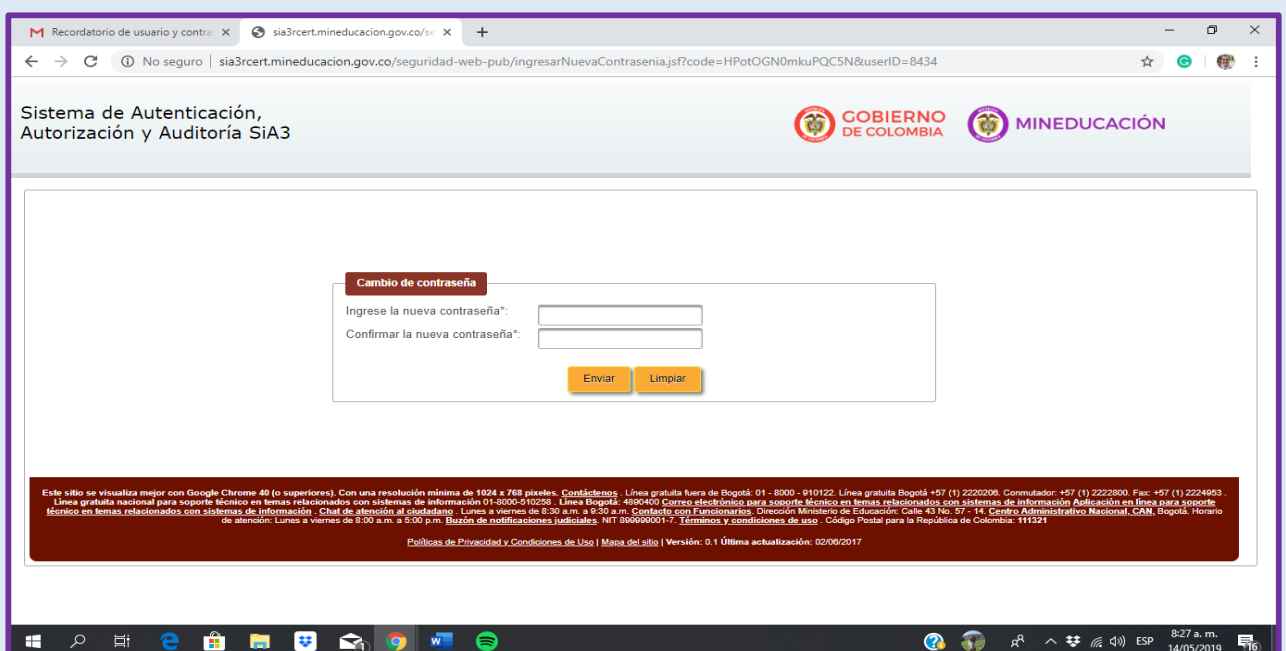 Recordatorio de usuario y contra
sia3rcert.mineducacion.gov.co/se
No seguro | sia3rcert.mineducacion.gov.co/seguridad-web-pub/ingresarNuevaContrasenia.jsf?code=HPotOGN0mkuPQC5N&userID=8434
Sistema de Autenticación,
Autorización y Auditoría SiA3
GOBIERNO
DE COLOMBIA
MINEDUCACIÓN
Cambio de contraseña
Ingrese la nueva contraseña*:
Confirmar la nueva contraseña*:
Enviar
Limpiar
Este sitio se visualiza mejor con Google Chrome 40 (o superiores). Con una resolución mínima de 1024 x 768 pixeles. Contáctenos . Línea gratuita fuera de Bogotá: 01 - 8000 - 910122. Línea gratuita Bogotá +57 (1) 2220206. Conmutador: +57 (1) 2222800. Fax: +57 (1) 2224953 .
Línea gratuita nacional para soporte técnico en temas relacionados con sistemas de información 01-8000-510258 . Línea Bogotá: 4890400 Correo electrónico para soporte técnico en temas relacionados con sistemas de información Aplicación en línea para soporte
técnico en temas relacionados con sistemas de información . Chat de atención al ciudadano . Lunes a viernes de 8:30 a.m. a 9:30 a.m. Contacto con Funcionarios. Dirección Ministerio de Educación: Calle 43 No. 57 - 14. Centro Administrativo Nacional, CAN, Bogotá. Horario
de atención: Lunes a viernes de 8:00 a.m. a 5:00 p.m. Buzón de notificaciones judiciales. NIT 899999001-7. Términos y condiciones de uso . Código Postal para la República de Colombia: 111321
Políticas de Privacidad y Condiciones de Uso | Mapa del sitio | Versión: 0.1 Última actualización: 02/06/2017
ESP
8:27 a. m.
14/05/2019
16